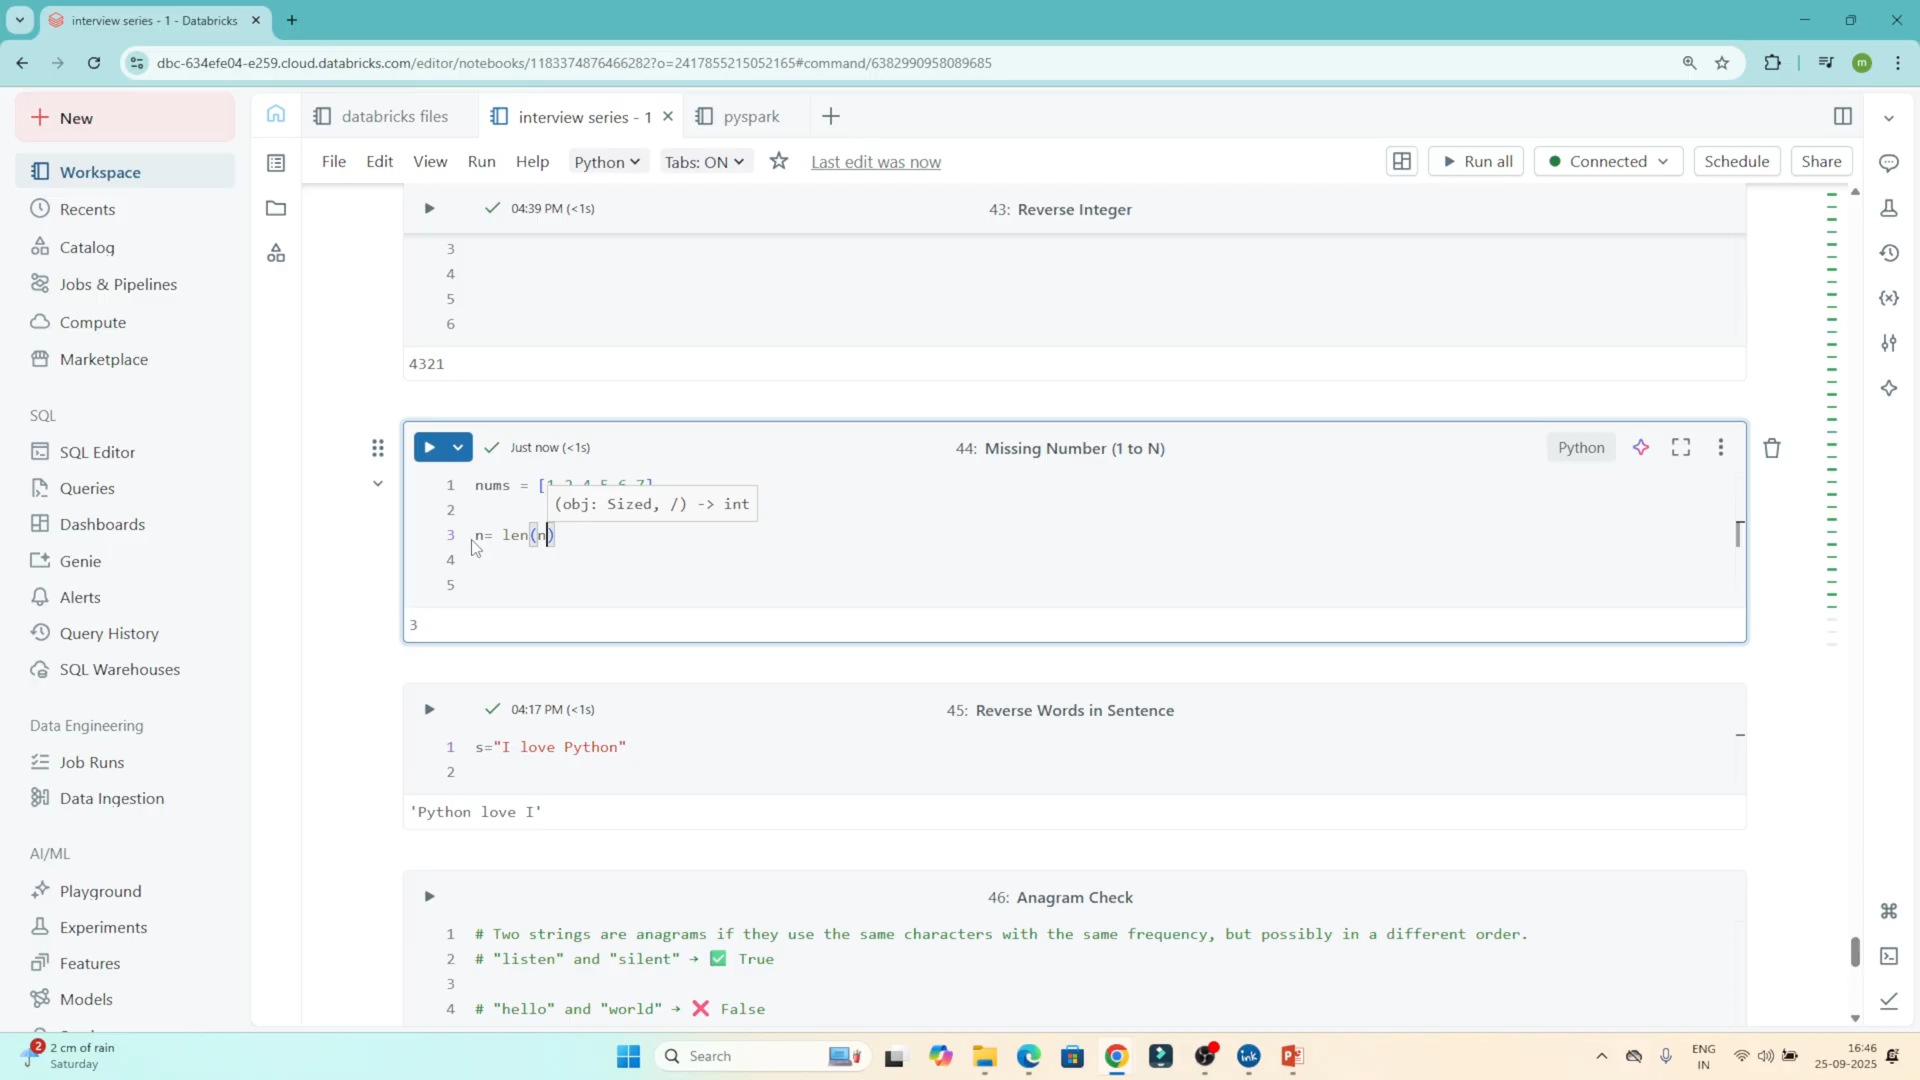 interview series - 1 - Databricks
dbc-634efe04-e259.cloud.databricks.com/editor/notebooks/1183374876466282?o=2417855215052165#command/6382990958089685
m
New
databricks files
interview series - 1
pyspark
File Edit View Run Help Python Tabs: ON Last edit was now
Run all Connected Schedule Share
Workspace
Recents
Catalog
Jobs & Pipelines
Compute
Marketplace
SQL
SQL Editor
Queries
Dashboards
Genie
Alerts
Query History
SQL Warehouses
Data Engineering
Job Runs
Data Ingestion
AI/ML
Playground
Experiments
Features
Models
04:39 PM (<1s) 43: Reverse Integer
3
4
5
6
4321
Just now (<1s) 44: Missing Number (1 to N) Python
1 nums = [1,2,4,5,6,7]
2
(obj: Sized, /) -> int
3 n= len(n)
4
5
3
04:17 PM (<1s) 45: Reverse Words in Sentence
1 s="I love Python"
2
'Python love I'
46: Anagram Check
1 # Two strings are anagrams if they use the same characters with the same frequency, but possibly in a different order.
2 # "listen" and "silent" → ✅ True
3
4 # "hello" and "world" → ❌ False
2
2 cm of rain
Saturday
Search
ink
ENG
IN
16:46
25-09-2025